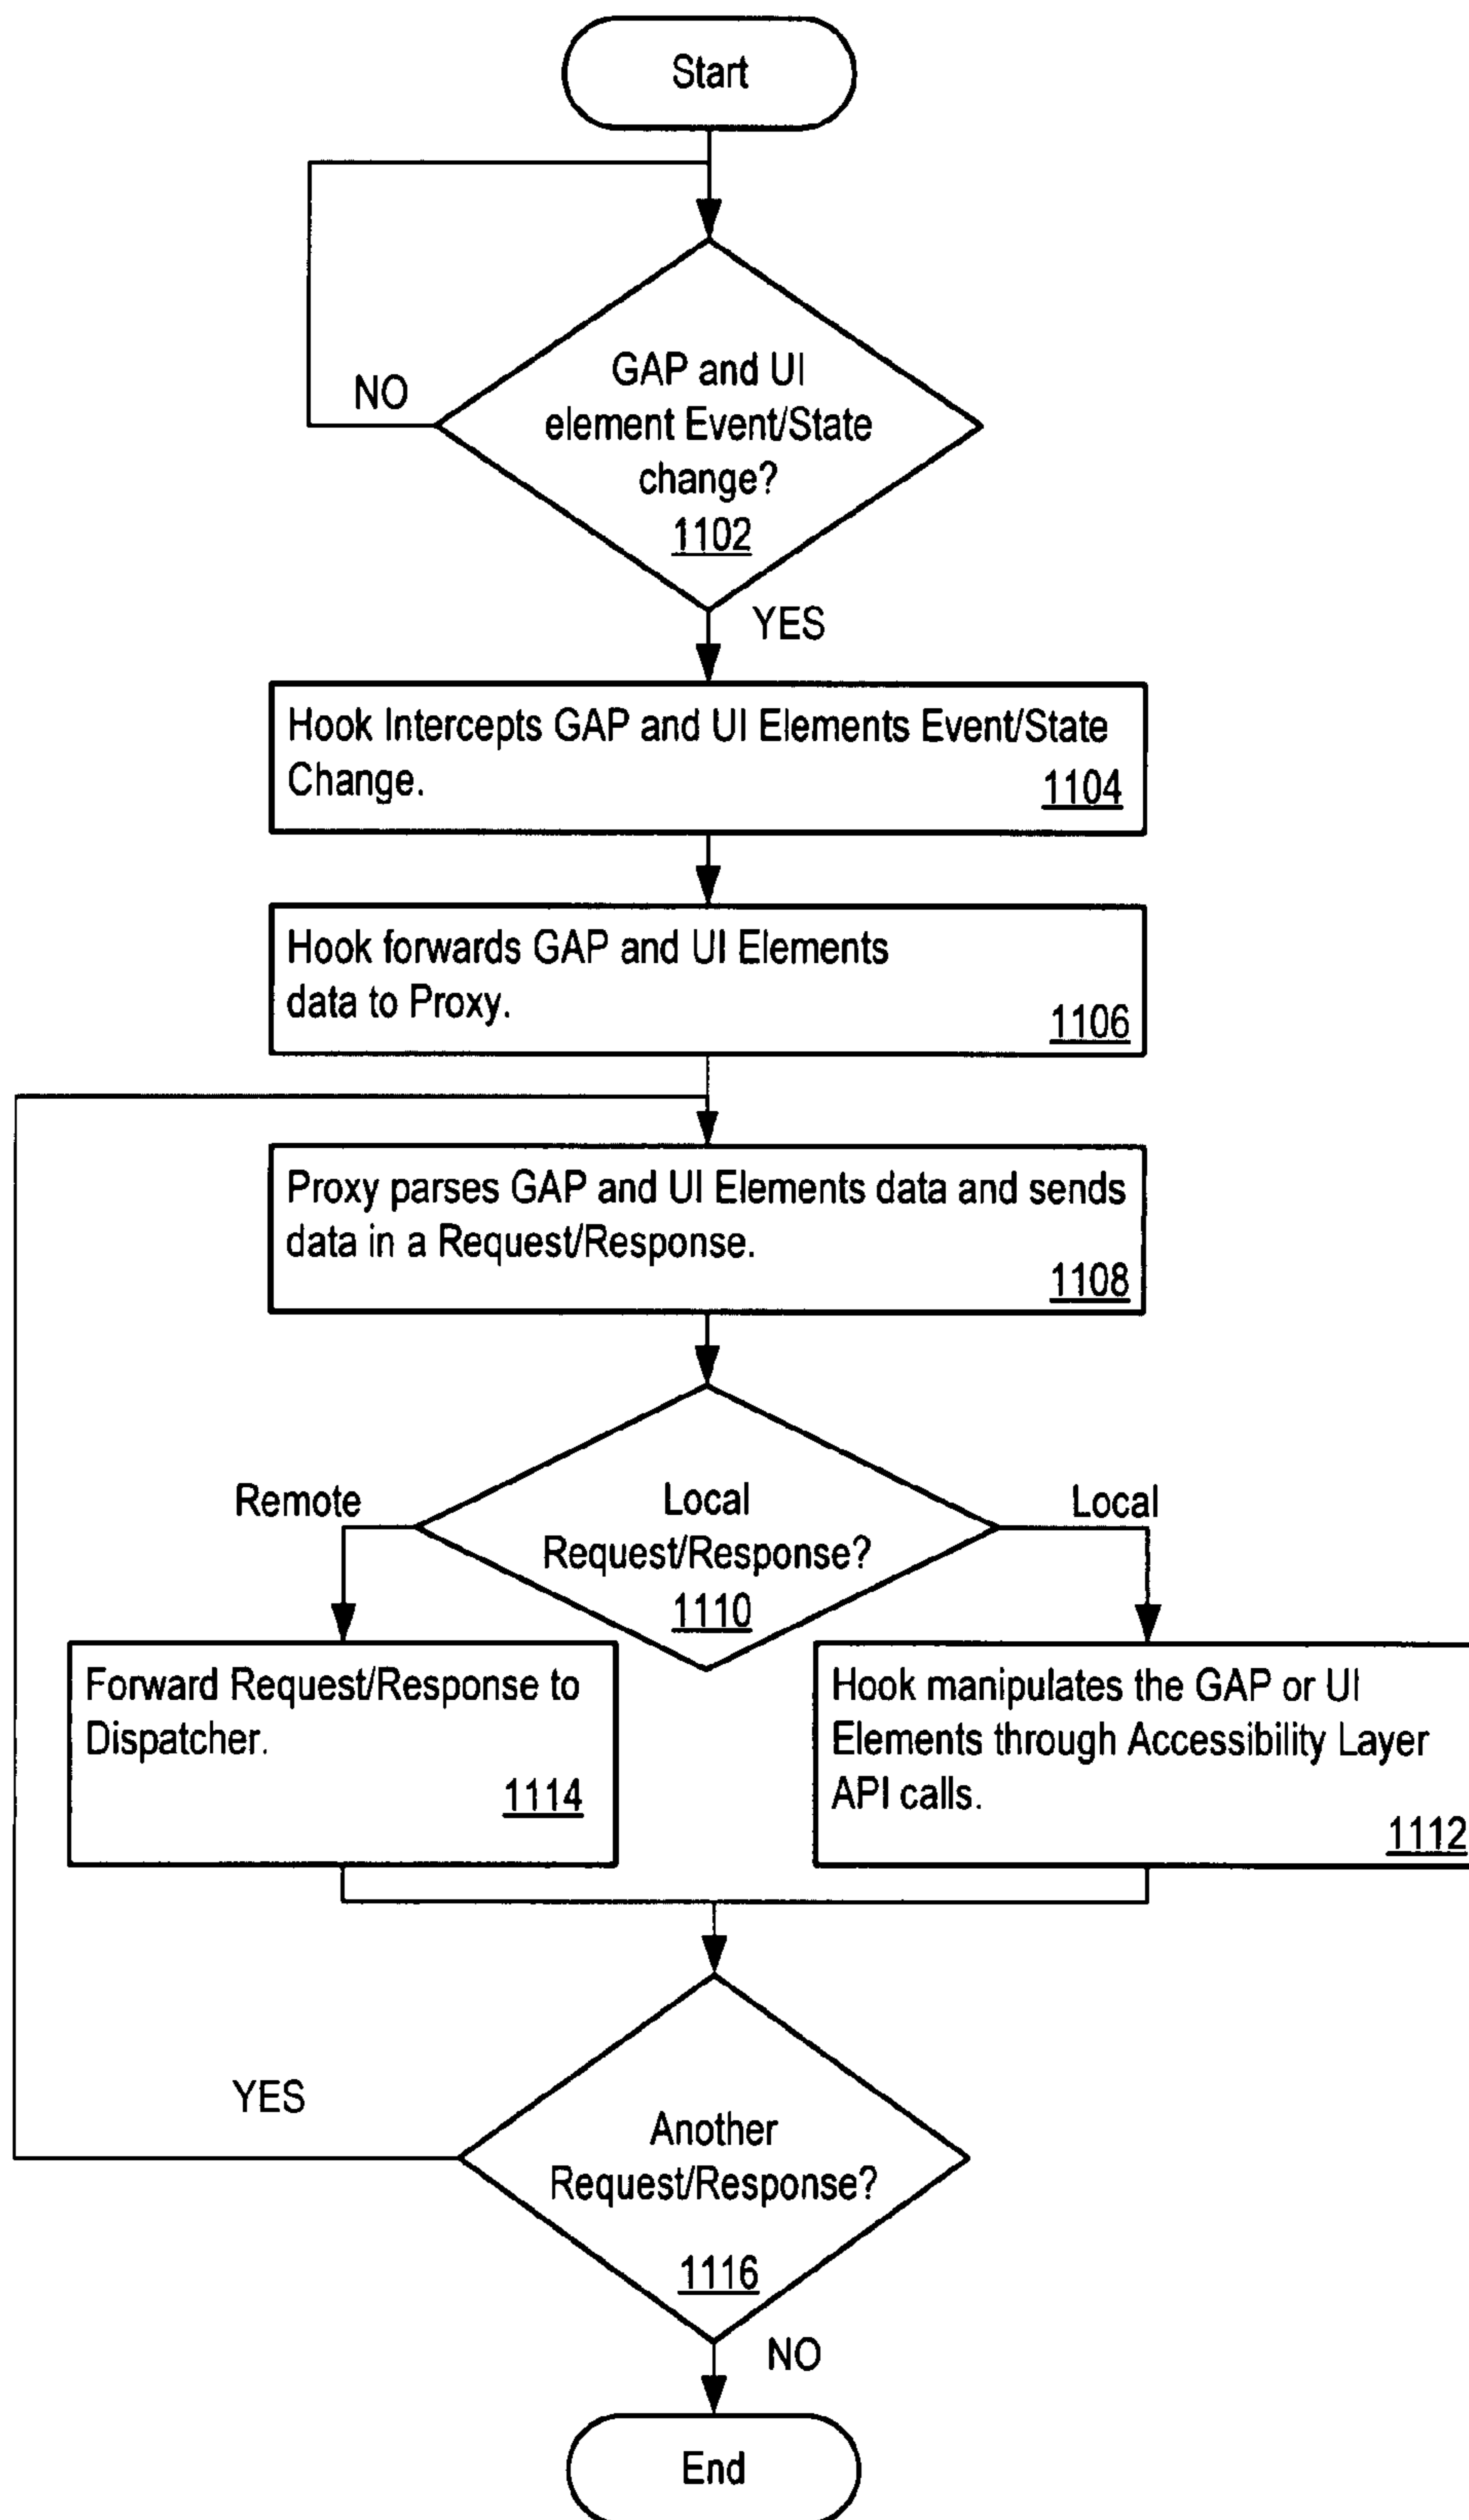 Start
NO
GAP and UI
element Event/State
change?
1102
YES
Hook Intercepts GAP and UI Elements Event/State
Change.
1104
Hook forwards GAP and UI Elements
data to Proxy.
1106
Proxy parses GAP and UI Elements data and sends
data in a Request/Response.
1108
Remote
Local
Request/Response?
1110
Local
Forward Request/Response to
Dispatcher.
1114
Hook manipulates the GAP or UI
Elements through Accessibility Layer
API calls.
1112
YES
Another
Request/Response?
1116
NO
End